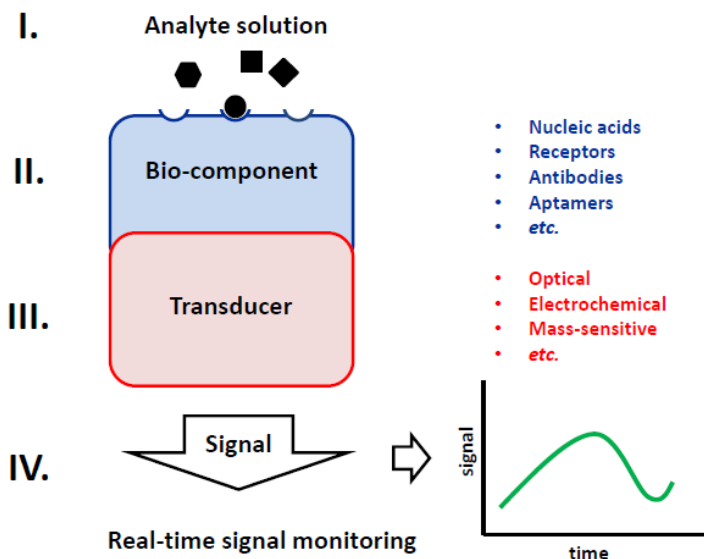 I.
Analyte solution
II.
Bio-component
• Nucleic acids
• Receptors
• Antibodies
• Aptamers
• etc.
III.
Transducer
• Optical
• Electrochemical
• Mass-sensitive
• etc.
IV.
Signal
signal
time
Real-time signal monitoring